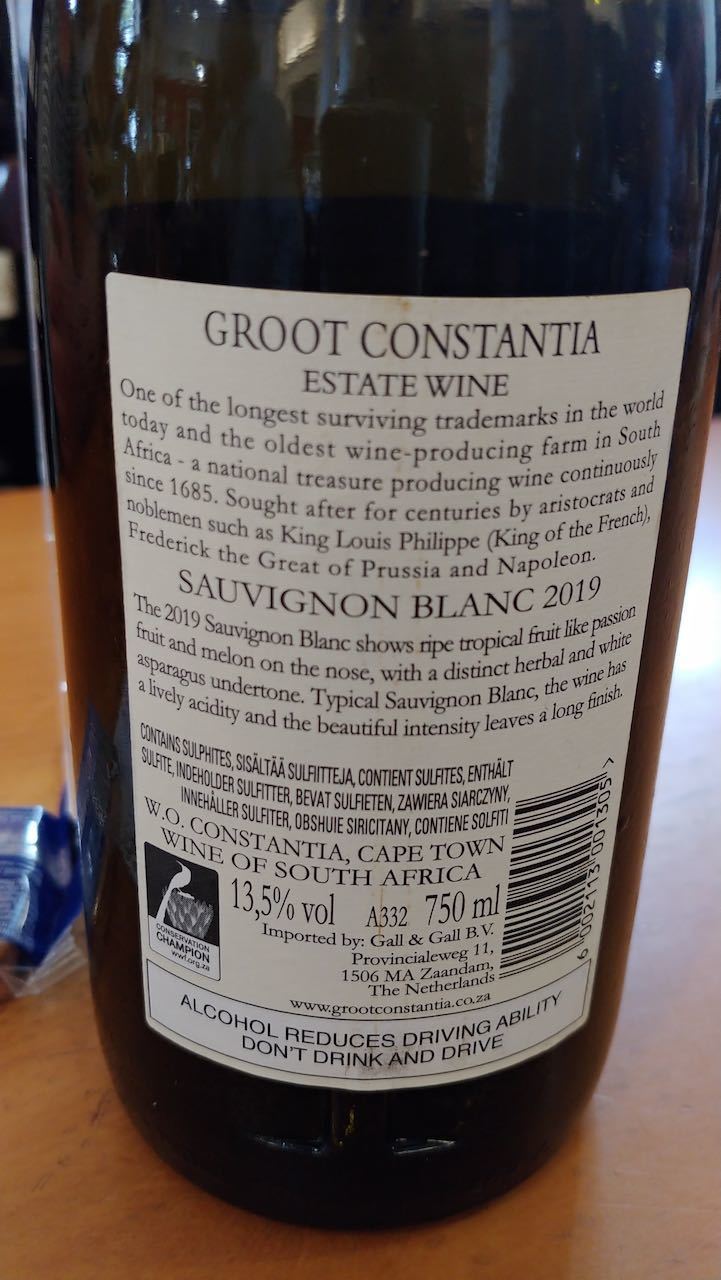 GROOT CONSTANTIA
ESTATE WINE
One of the longest surviving trademarks in the world
today and the oldest wine-producing farm in South
Africa - a national treasure producing wine continuously
since 1685. Sought after for centuries by aristocrats and
noblemen such as King Louis Philippe (King of the French),
Frederick the Great of Prussia and Napoleon.
SAUVIGNON BLANC 2019
The 2019 Sauvignon Blanc shows ripe tropical fruit like passion
fruit and melon on the nose, with a distinct herbal and white
asparagus undertone. Typical Sauvignon Blanc, the wine has
a lively acidity and the beautiful intensity leaves a long finish.
CONTAINS SULPHITES, SISÄLTÄÄ SULFIITTEJA, CONTIENT SULFITES, ENTHÄLT
SULFITE, INDEHOLDER SULFITTER, BEVAT SULFIETEN, ZAWIERA SIARCZYNY,
INNEHÅLLER SULFITER, OBSHUIE SIRICITANY, CONTIENE SOLFITI
W.O. CONSTANTIA, CAPE TOWN
WINE OF SOUTH AFRICA
13,5% vol A332 750 ml
Imported by: Gall & Gall B.V.
Provincialeweg 11,
1506 MA Zaandam,
The Netherlands
www.grootconstantia.co.za
CONSERVATION
CHAMPION
wwf.org.za
6 002113 001305 >
ALCOHOL REDUCES DRIVING ABILITY
DON'T DRINK AND DRIVE